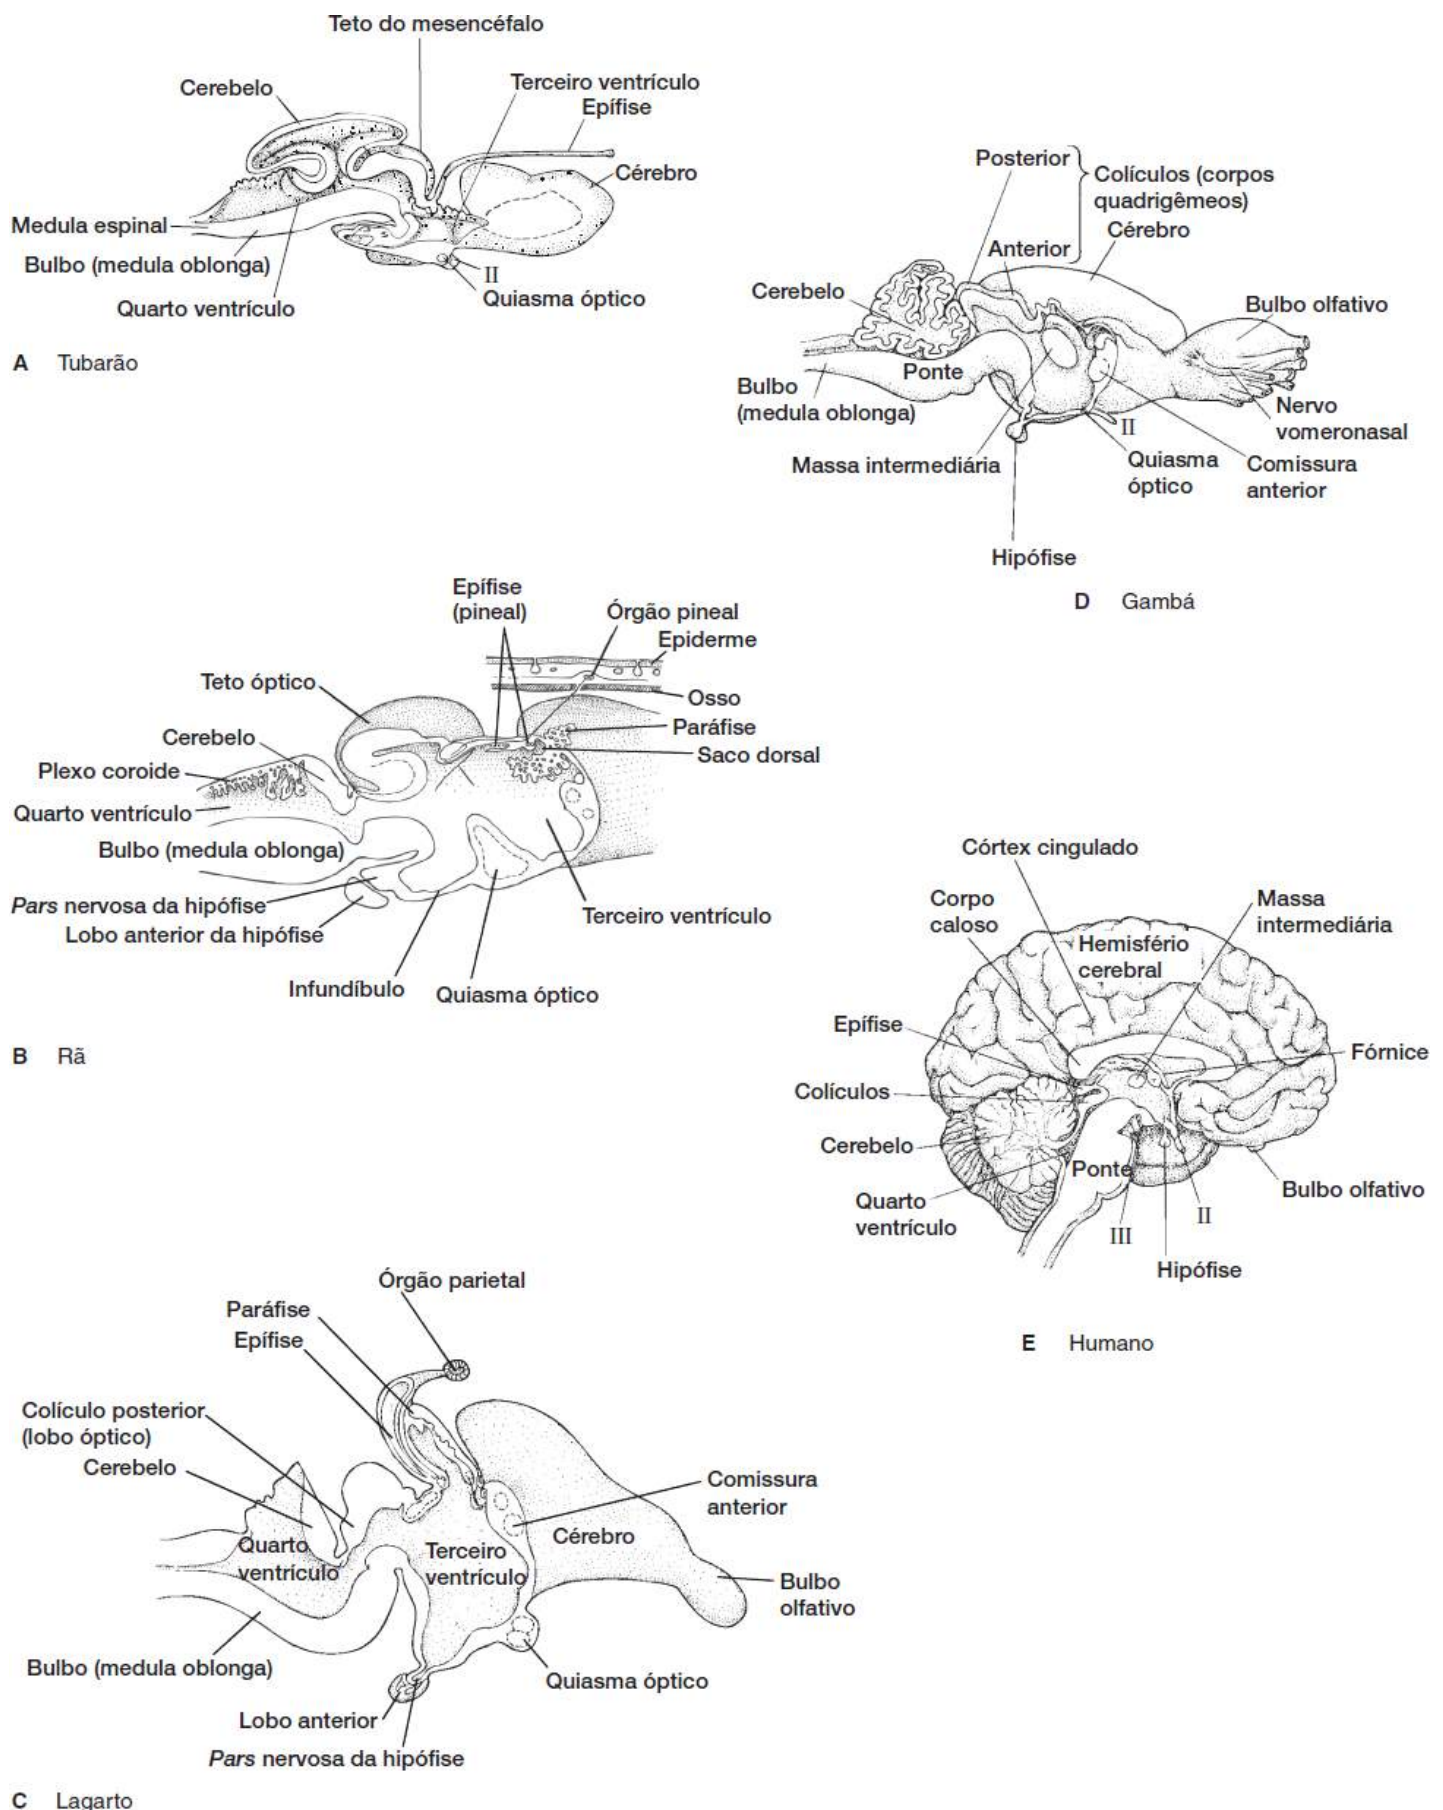 Teto do mesencéfalo
Cerebelo
Terceiro ventrículo
Epífise
Cérebro
Medula espinal
Bulbo (medula oblonga)
II
Quiasma óptico
Quarto ventrículo
A Tubarão
Posterior
Colículos (corpos
quadrigêmeos)
Cérebro
Anterior
Cerebelo
Bulbo olfativo
Ponte
Bulbo
(medula oblonga)
Nervo
vomeronasal
II
Massa intermediária
Quiasma
óptico
Comissura
anterior
Hipófise
D Gambá
Epífise
(pineal)
Órgão pineal
Epiderme
Teto óptico
Osso
Paráfise
Cerebelo
Saco dorsal
Plexo coroide
Quarto ventrículo
Bulbo (medula oblonga)
Pars nervosa da hipófise
Terceiro ventrículo
Lobo anterior da hipófise
Infundíbulo
Quiasma óptico
B Rã
Córtex cingulado
Corpo
caloso
Massa
intermediária
Hemisfério
cerebral
Epífise
Fórnice
Colículos
Cerebelo
Ponte
Bulbo olfativo
Quarto
ventrículo
II
III
Hipófise
E Humano
Órgão parietal
Paráfise
Epífise
Colículo posterior
(lobo óptico)
Cerebelo
Comissura
anterior
Quarto
ventrículo
Terceiro
ventrículo
Cérebro
Bulbo
olfativo
Bulbo (medula oblonga)
Quiasma óptico
Lobo anterior
Pars nervosa da hipófise
C Lagarto